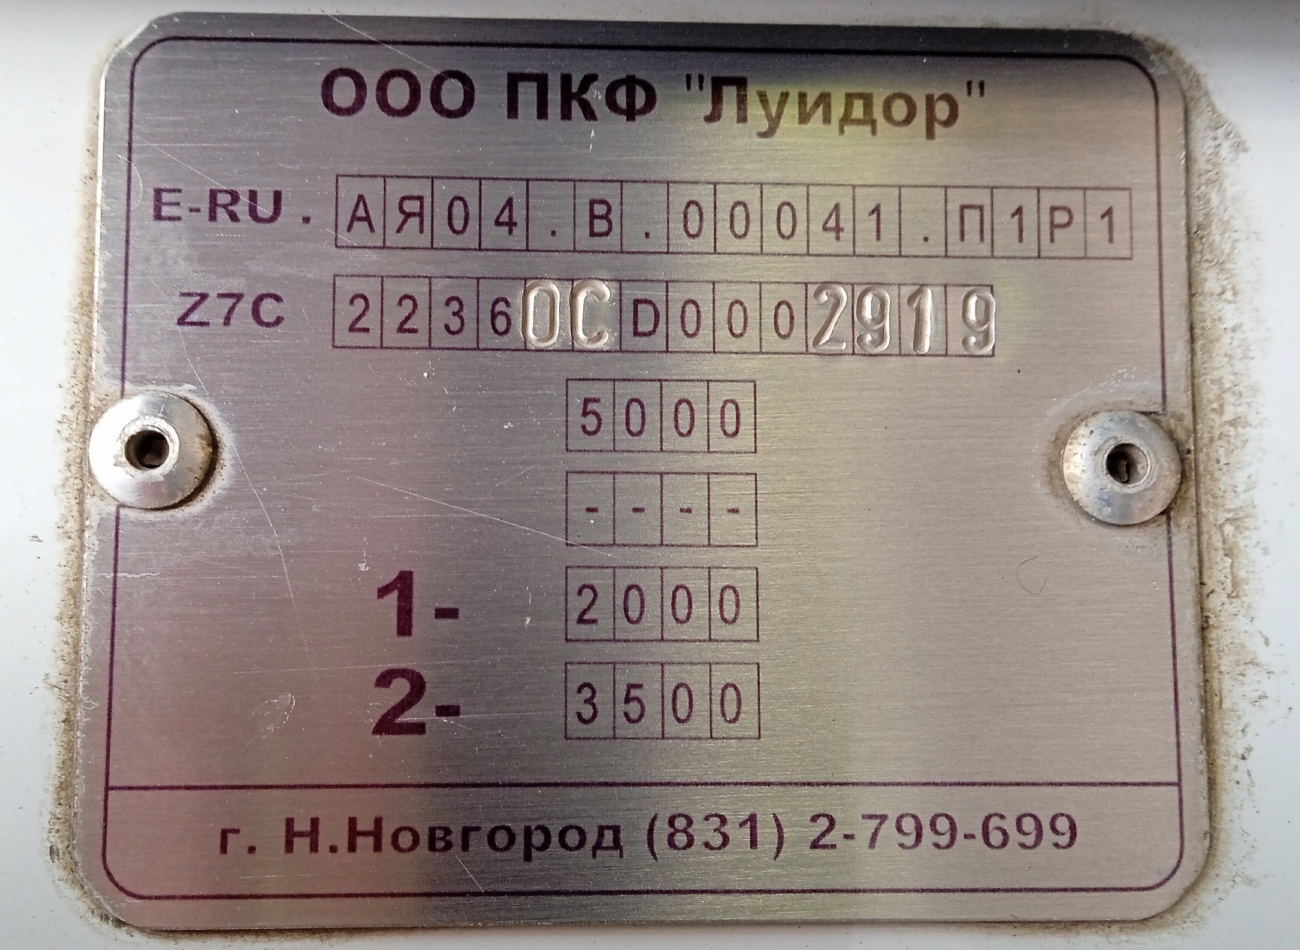 ООО ПКФ "Луидор"
E-RU. АЯ04.В.00041.П1Р1
Z7C 22360CD0002919
5000
----
1- 2000
2- 3500
г. Н.Новгород (831) 2-799-699